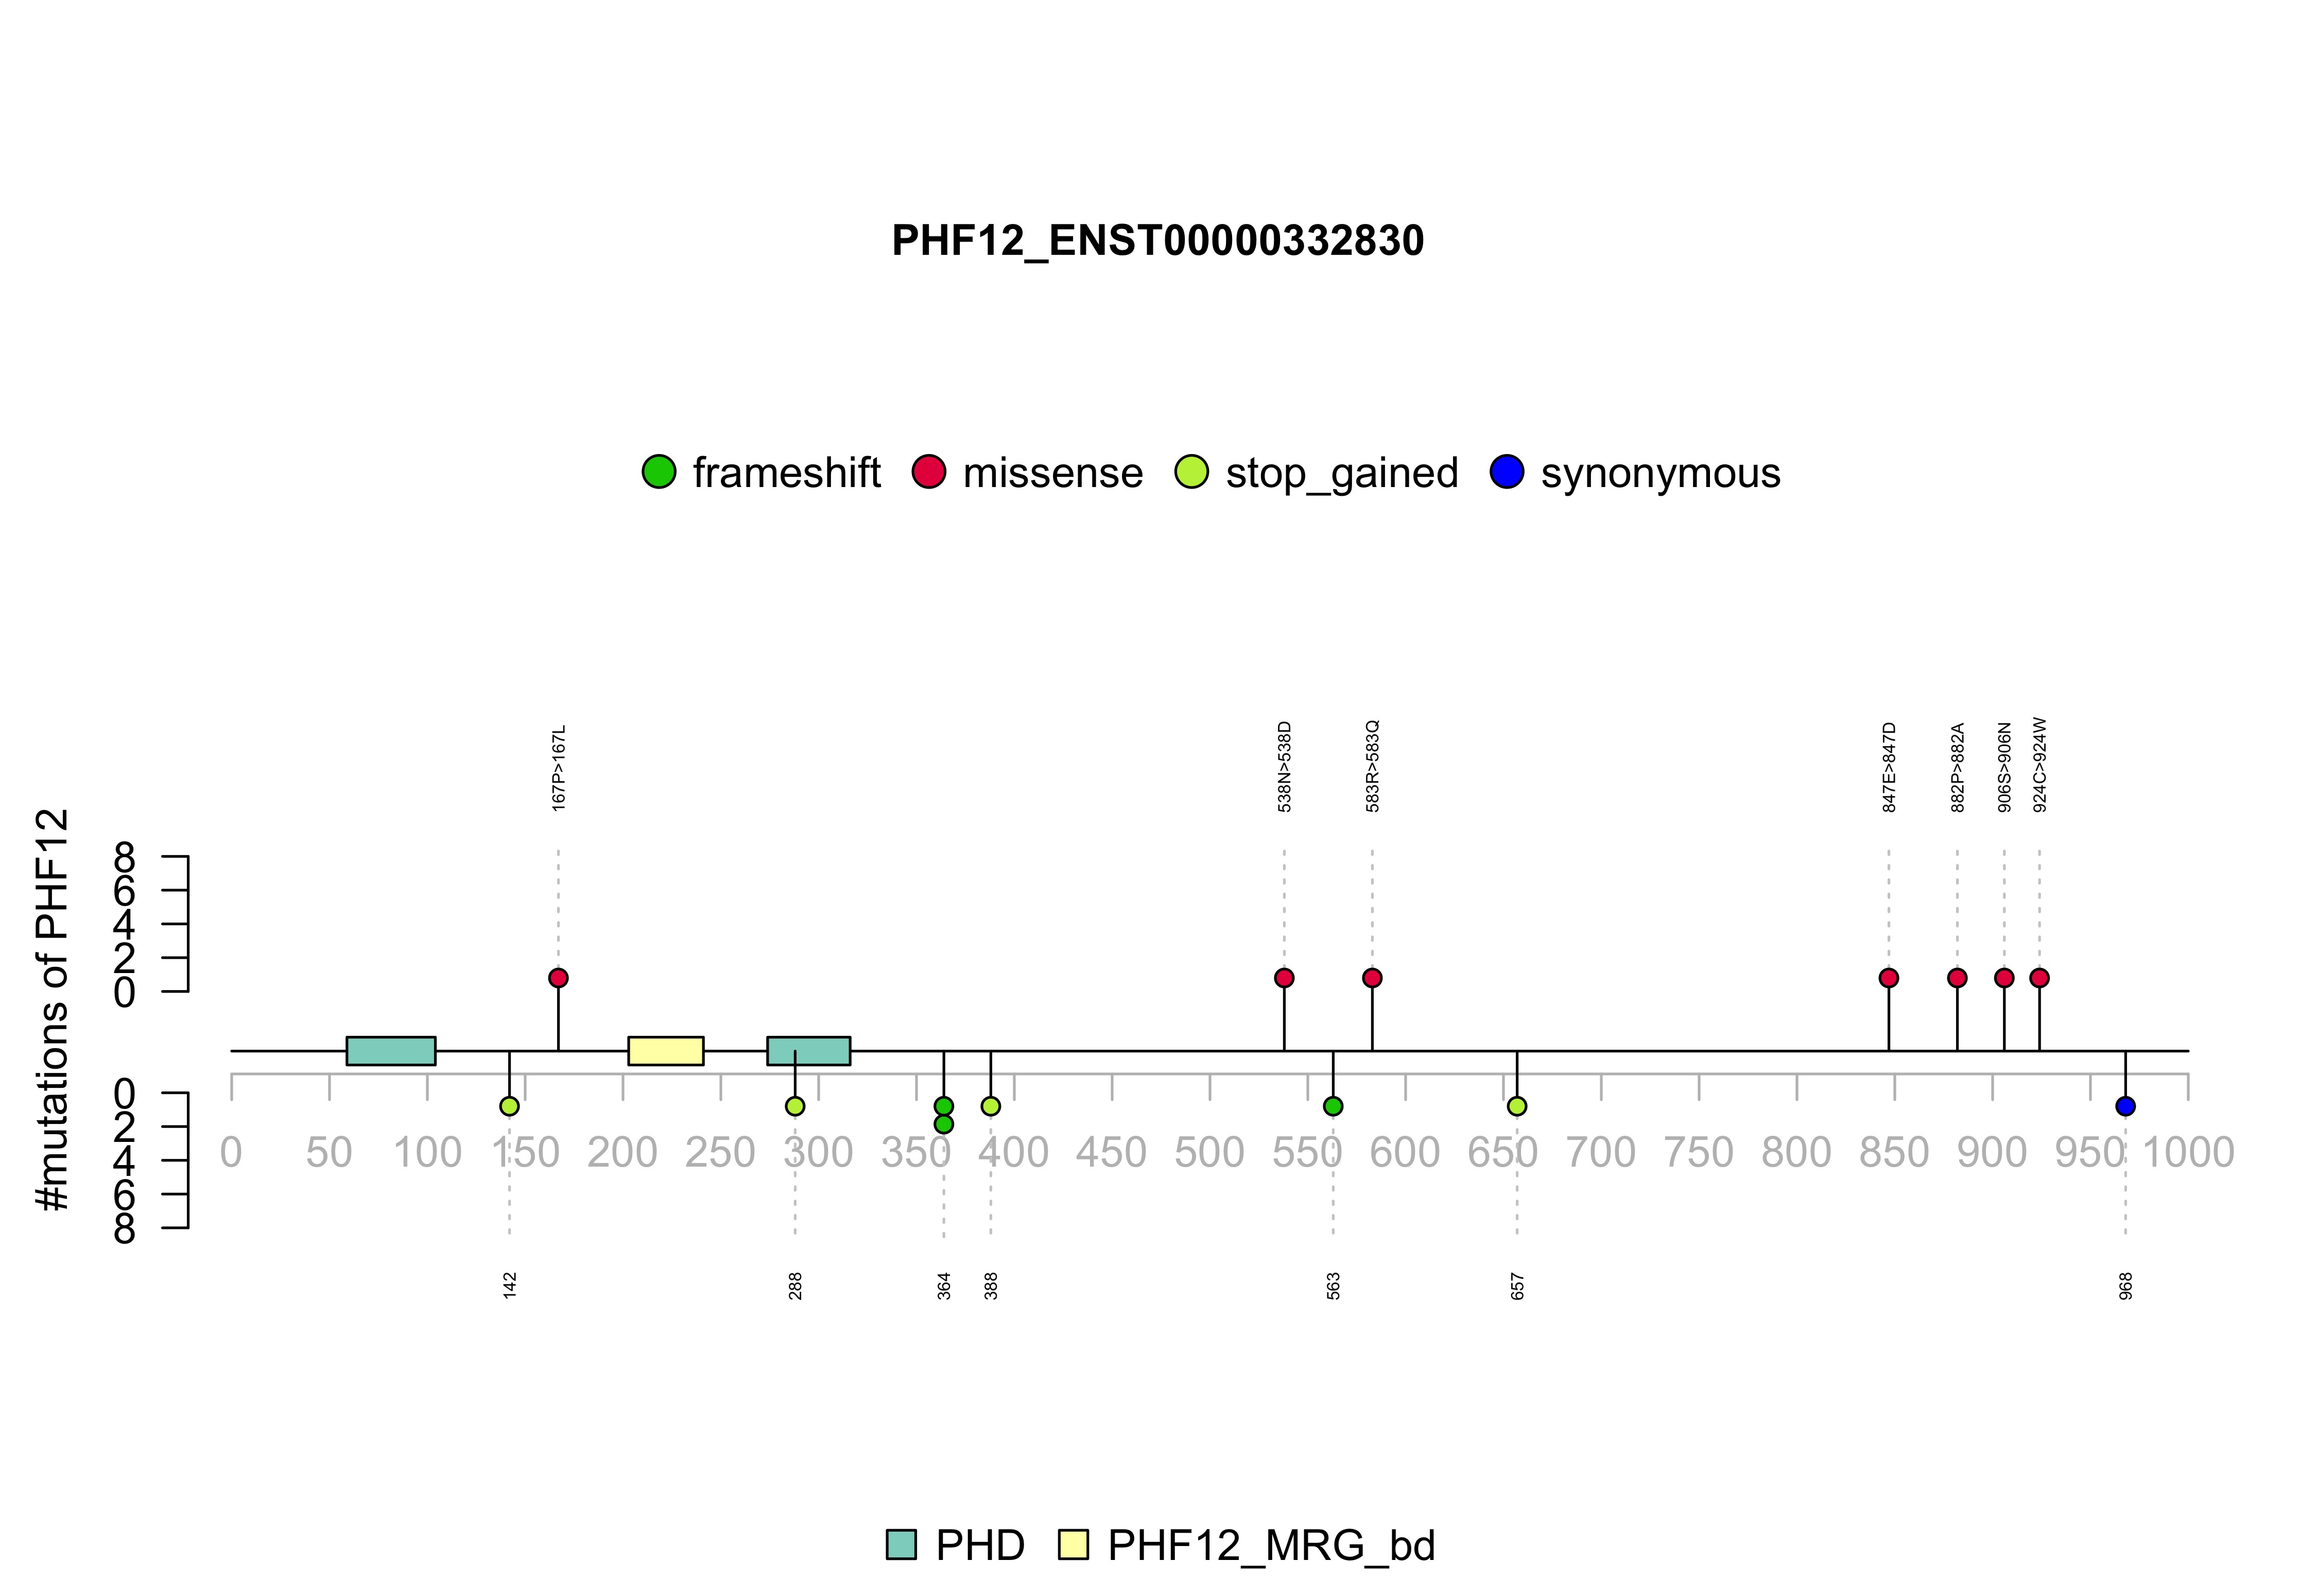 PHF12_ENST00000332830
frameshift missense stop_gained synonymous
167P>167L 538N>538D 583R>583Q 847E>847D 882P>882A 906S>906N 924C>924W
#mutations of PHF12
8
6
4
2
0
0
2
4
6
8
0 50 100 150 200 250 300 350 400 450 500 550 600 650 700 750 800 850 900 950 1000
142 288 364 388 563 657 968
PHD PHF12_MRG_bd